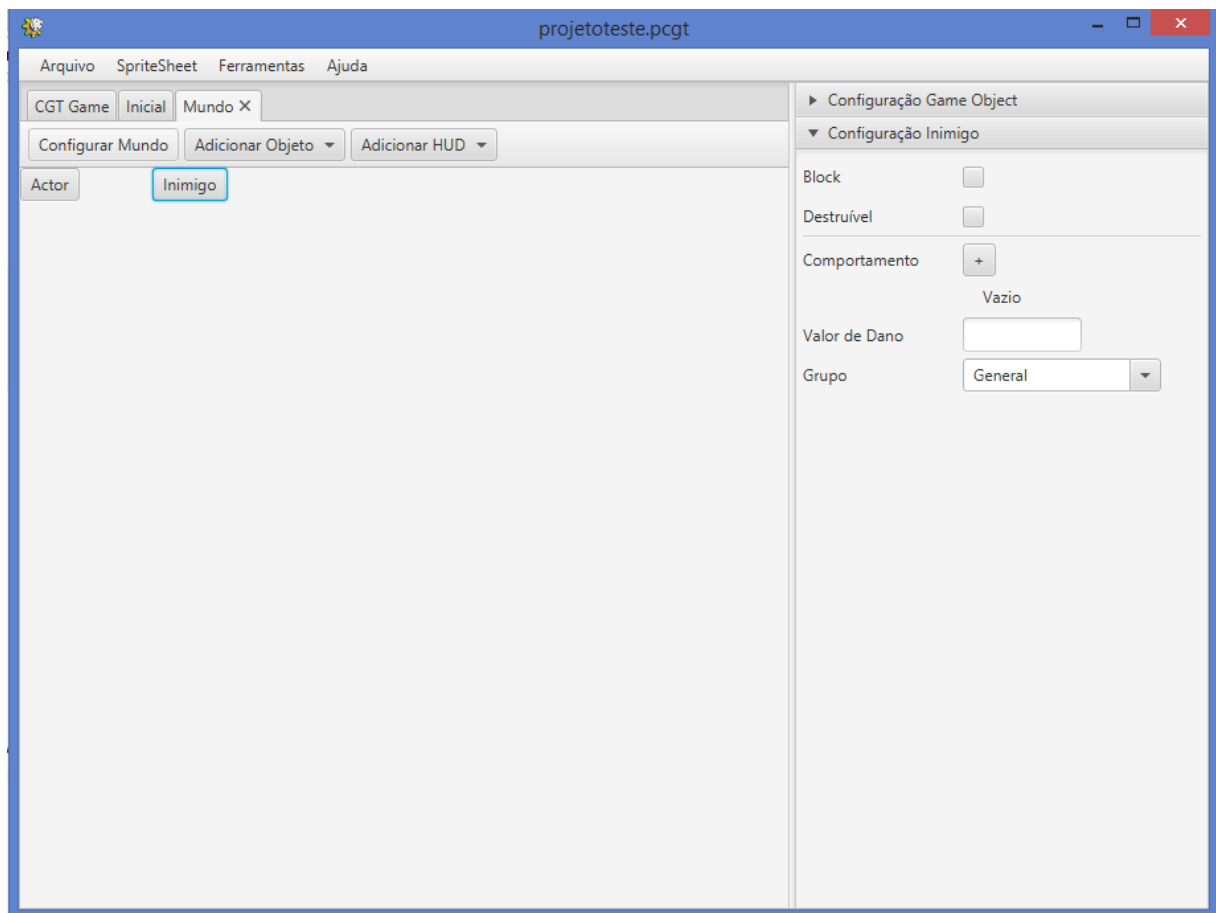 projetoteste.pcgt
Arquivo SpriteSheet Ferramentas Ajuda
CGT Game Inicial Mundo
Configurar Mundo Adicionar Objeto Adicionar HUD
Actor Inimigo
Configuração Game Object
Configuração Inimigo
Block
Destruível
Comportamento +
Vazio
Valor de Dano
Grupo General